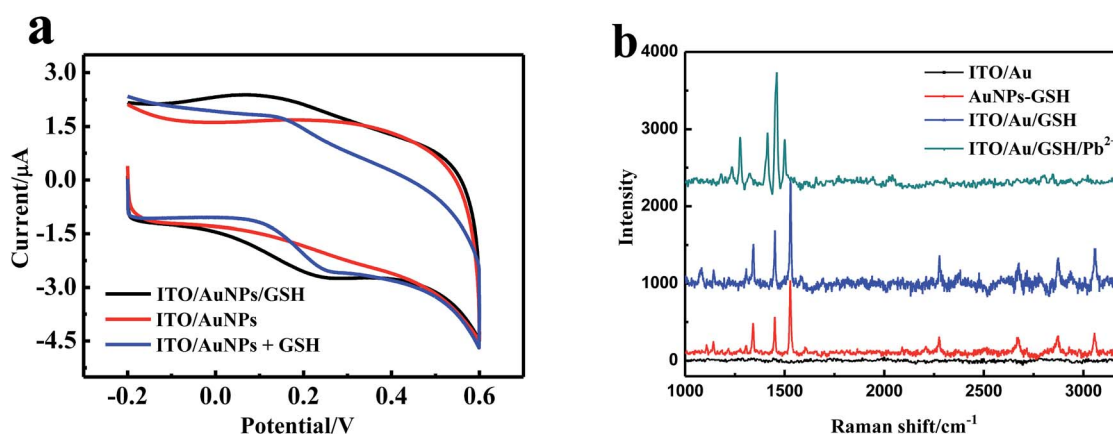 a
3.0
1.5
0.0
-1.5
-3.0
-4.5
Current/μA
ITO/AuNPs/GSH
ITO/AuNPs
ITO/AuNPs + GSH
-0.2
0.0
0.2
0.4
0.6
Potential/V
b
4000
3000
2000
1000
0
Intensity
ITO/Au
AuNPs-GSH
ITO/Au/GSH
ITO/Au/GSH/Pb²⁻
1000
1500
2000
2500
3000
Raman shift/cm⁻¹